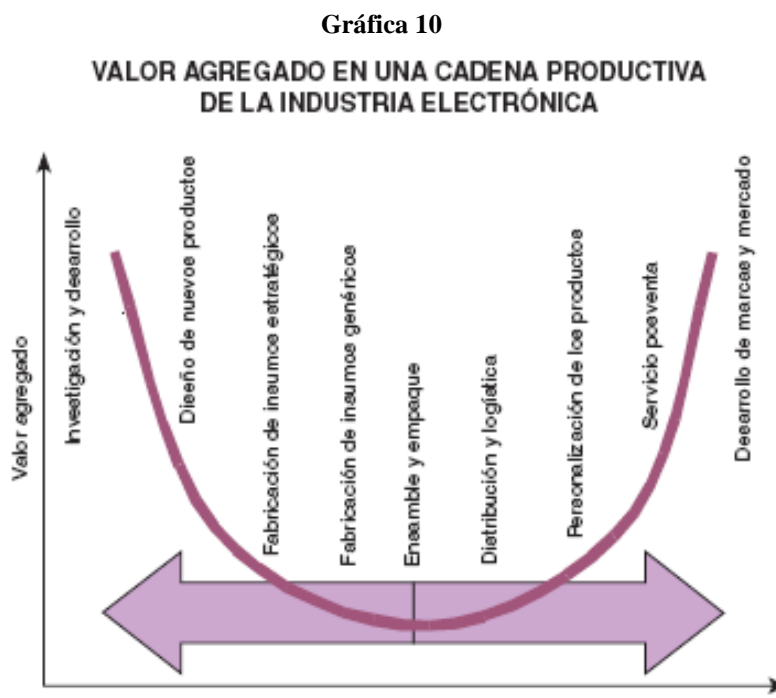 Gráfica 10
VALOR AGREGADO EN UNA CADENA PRODUCTIVA
DE LA INDUSTRIA ELECTRÓNICA
Valor agregado
Investigación y desarrollo
Diseño de nuevos productos
Fabricación de insumos estratégicos
Fabricación de insumos genéricos
Ensamble y empaque
Distribución y logística
Personalización de los productos
Servicio posventa
Desarrollo de marcas y mercado